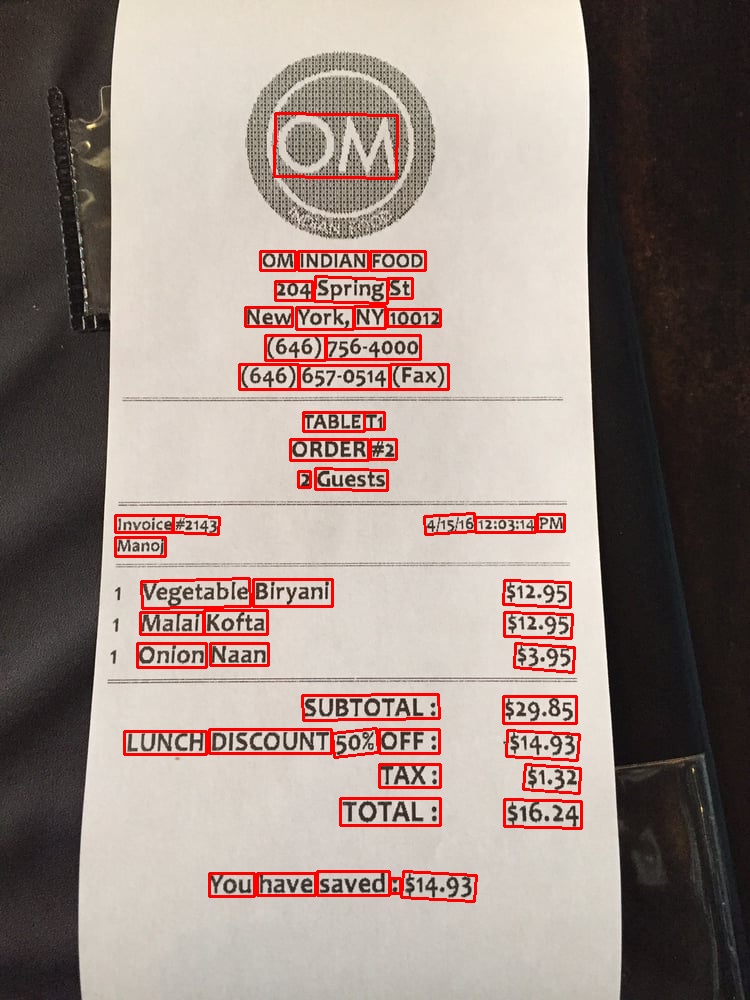 OM
INDIAN FOOD
OM INDIAN FOOD
204 Spring St
New York, NY 10012
(646) 756-4000
(646) 657-0514 (Fax)
TABLE T1
ORDER #2
2 Guests
Invoice #2143 4/15/16 12:03:14 PM
Manoj
1 Vegetable Biryani $12.95
1 Malai Kofta $12.95
1 Onion Naan $3.95
SUBTOTAL : $29.85
LUNCH DISCOUNT 50% OFF : -$14.93
TAX : $1.32
TOTAL : $16.24
You have saved : $14.93